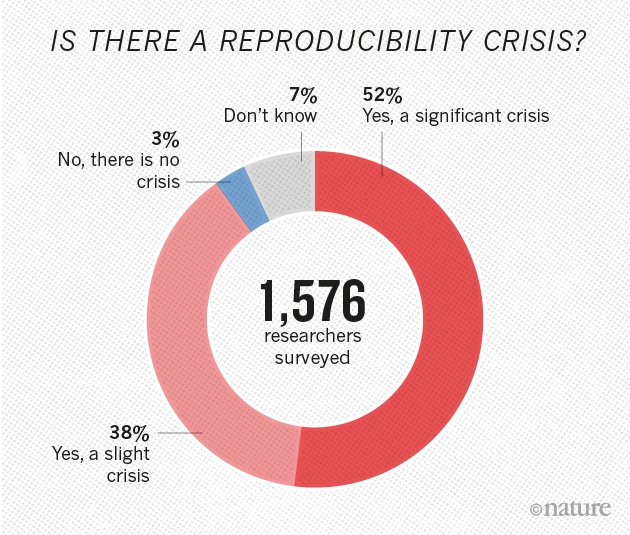 IS THERE A REPRODUCIBILITY CRISIS?
7%
Don't know
52%
Yes, a significant crisis
3%
No, there is no
crisis
1,576
researchers
surveyed
38%
Yes, a slight
crisis
©nature